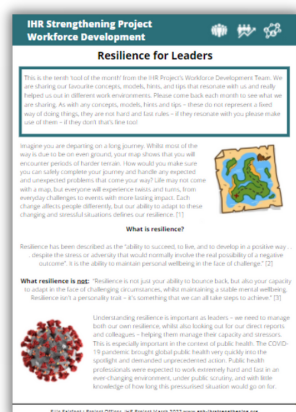 IHR Strengthening Project
Workforce Development
Resilience for Leaders
This is the tenth 'tool of the month' from the IHR Project's Workforce Development Team. We
are sharing our favourite concepts, models, hints, and tips that resonate with us and really
helped us out in different work environments. Please come back each month to see what we
are sharing. As with any concepts, models, hints and tips – these do not represent a fixed
way of doing things, they are not hard and fast rules – if they resonate with you please make
use of them – if they don't that's fine too!
Imagine you are departing on a long journey. Whilst most of the
way is due to be on even ground, your map shows that you will
encounter periods of harder terrain. How would you make sure
you can safely complete your journey and handle any expected
and unexpected problems that come your way? Life may not come
with a map, but everyone will experience twists and turns, from
everyday challenges to events with more lasting impact. Each
change affects people differently, but our ability to adapt to these
changing and stressful situations defines our resilience. [1]
What is resilience?
Resilience has been described as the "ability to succeed, to live, and to develop in a positive way . .
. despite the stress or adversity that would normally involve the real possibility of a negative
outcome". It is the ability to maintain personal wellbeing in the face of challenge." [2]
What resilience is not: "Resilience is not just your ability to bounce back, but also your capacity
to adapt in the face of challenging circumstances, whilst maintaining a stable mental wellbeing.
Resilience isn't a personality trait – it's something that we can all take steps to achieve." [3]
Understanding resilience is important as leaders – we need to manage
both our own resilience, whilst also looking out for our direct reports
and colleagues – helping them manage their capacity and stressors.
This is especially important in the context of public health. The COVID-
19 pandemic brought global public health very quickly into the
spotlight and demanded unprecedented action. Public health
professionals were expected to work extremely hard and fast in an
ever-changing environment, under public scrutiny, and with little
knowledge of how long this pressurised situation would go on for.